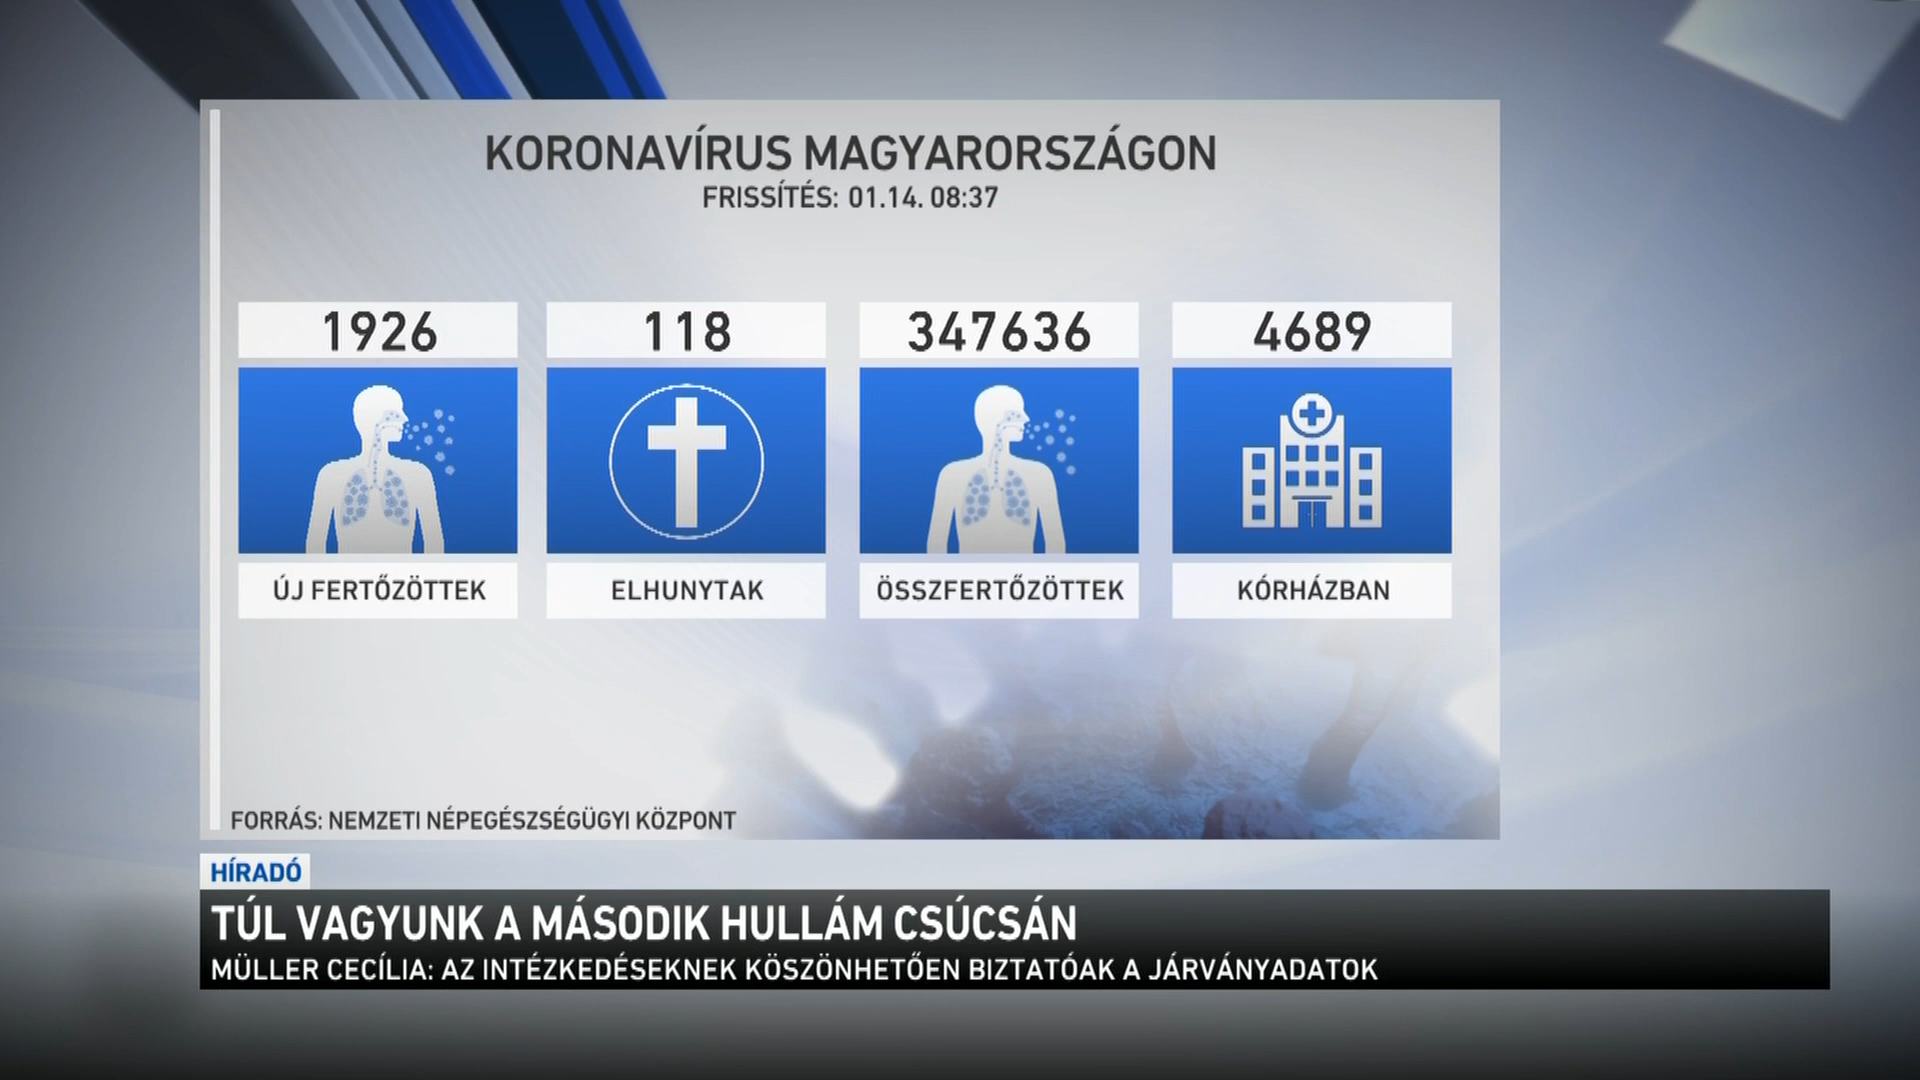 KORONAVÍRUS MAGYARORSZÁGON
FRISSÍTÉS: 01.14. 08:37
1926
118
347636
4689
ÚJ FERTŐZÖTTEK
ELHUNYTAK
ÖSSZFERTŐZÖTTEK
KÓRHÁZBAN
FORRÁS: NEMZETI NÉPEGÉSZSÉGÜGYI KÖZPONT
HÍRADÓ
TÚL VAGYUNK A MÁSODIK HULLÁM CSÚCSÁN
MÜLLER CECÍLIA: AZ INTÉZKEDÉSEKNEK KÖSZÖNHETŐEN BIZTATÓAK A JÁRVÁNYADATOK